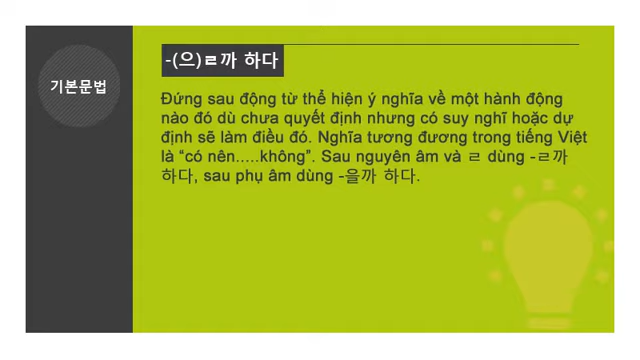 기본문법
-(으)ㄹ까 하다
Đứng sau động từ thể hiện ý nghĩa về một hành động
nào đó dù chưa quyết định nhưng có suy nghĩ hoặc dự
định sẽ làm điều đó. Nghĩa tương đương trong tiếng Việt
là “có nên.....không”. Sau nguyên âm và ㄹ dùng -ㄹ까
하다, sau phụ âm dùng -을까 하다.